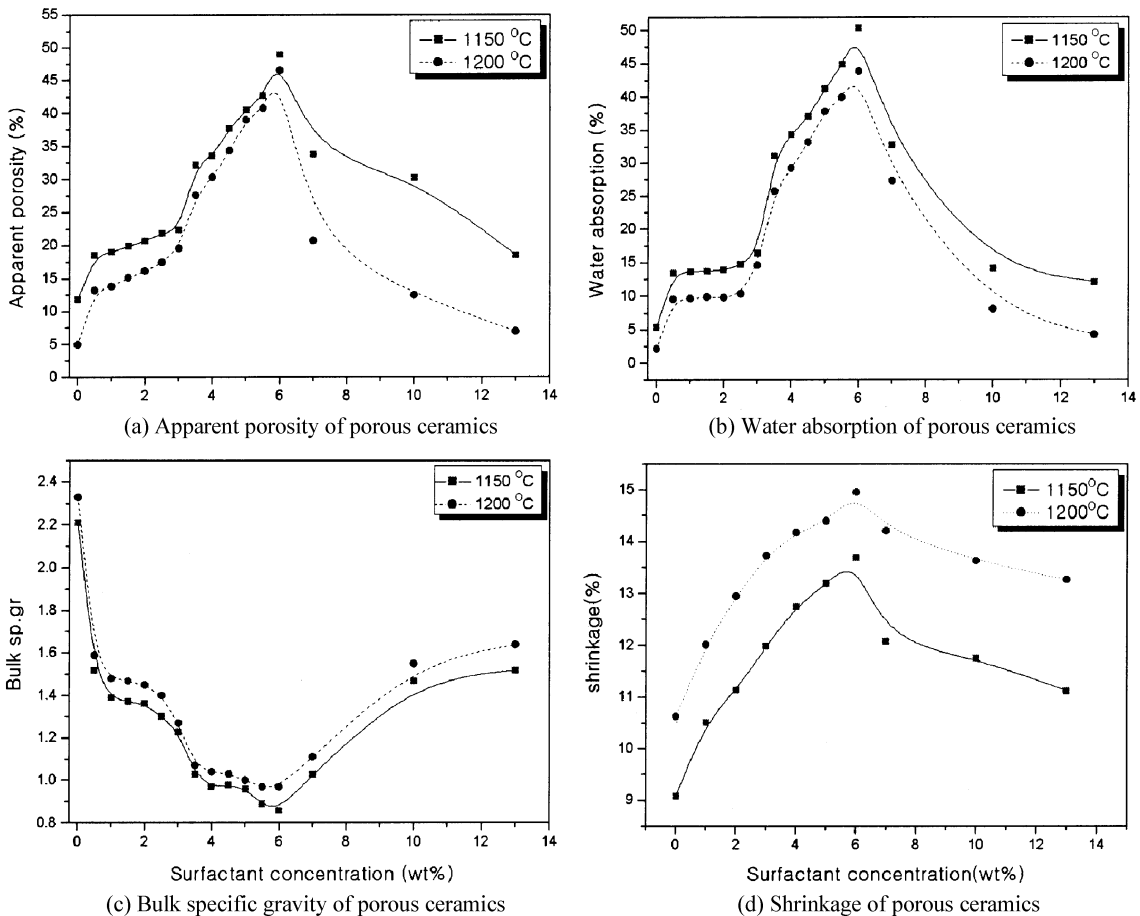 55
50
45
40
35
30
25
20
15
10
5
0
Apparent porosity (%)
1150 °C
1200 °C
0 2 4 6 8 10 12 14
(a) Apparent porosity of porous ceramics
50
45
40
35
30
25
20
15
10
5
0
Water absorption (%)
1150 °C
1200 °C
0 2 4 6 8 10 12 14
(b) Water absorption of porous ceramics
2.4
2.2
2.0
1.8
1.6
1.4
1.2
1.0
0.8
Bulk sp.gr
1150 °C
1200 °C
0 2 4 6 8 10 12 14
Surfactant concentration (wt%)
(c) Bulk specific gravity of porous ceramics
15
14
13
12
11
10
9
shrinkage(%)
1150°C
1200°C
0 2 4 6 8 10 12 14
Surfactant concentration(wt%)
(d) Shrinkage of porous ceramics